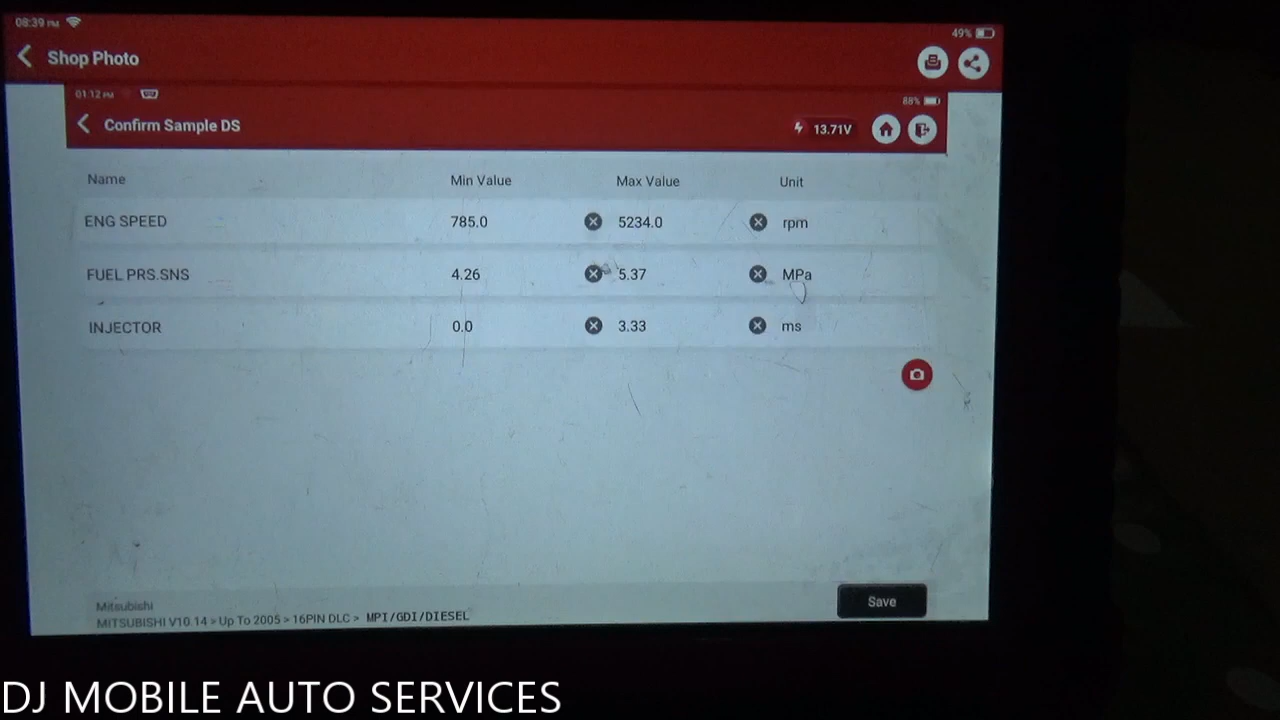 08:39 PM
49%
Shop Photo
01:12 PM
88%
Confirm Sample DS
13.71V
Name Min Value Max Value Unit
ENG SPEED 785.0 5234.0 rpm
FUEL PRS.SNS 4.26 5.37 MPa
INJECTOR 0.0 3.33 ms
Mitsubishi
MITSUBISHI V10.14 > Up To 2005 > 16PIN DLC > MPI/GDI/DIESEL
Save
DJ MOBILE AUTO SERVICES